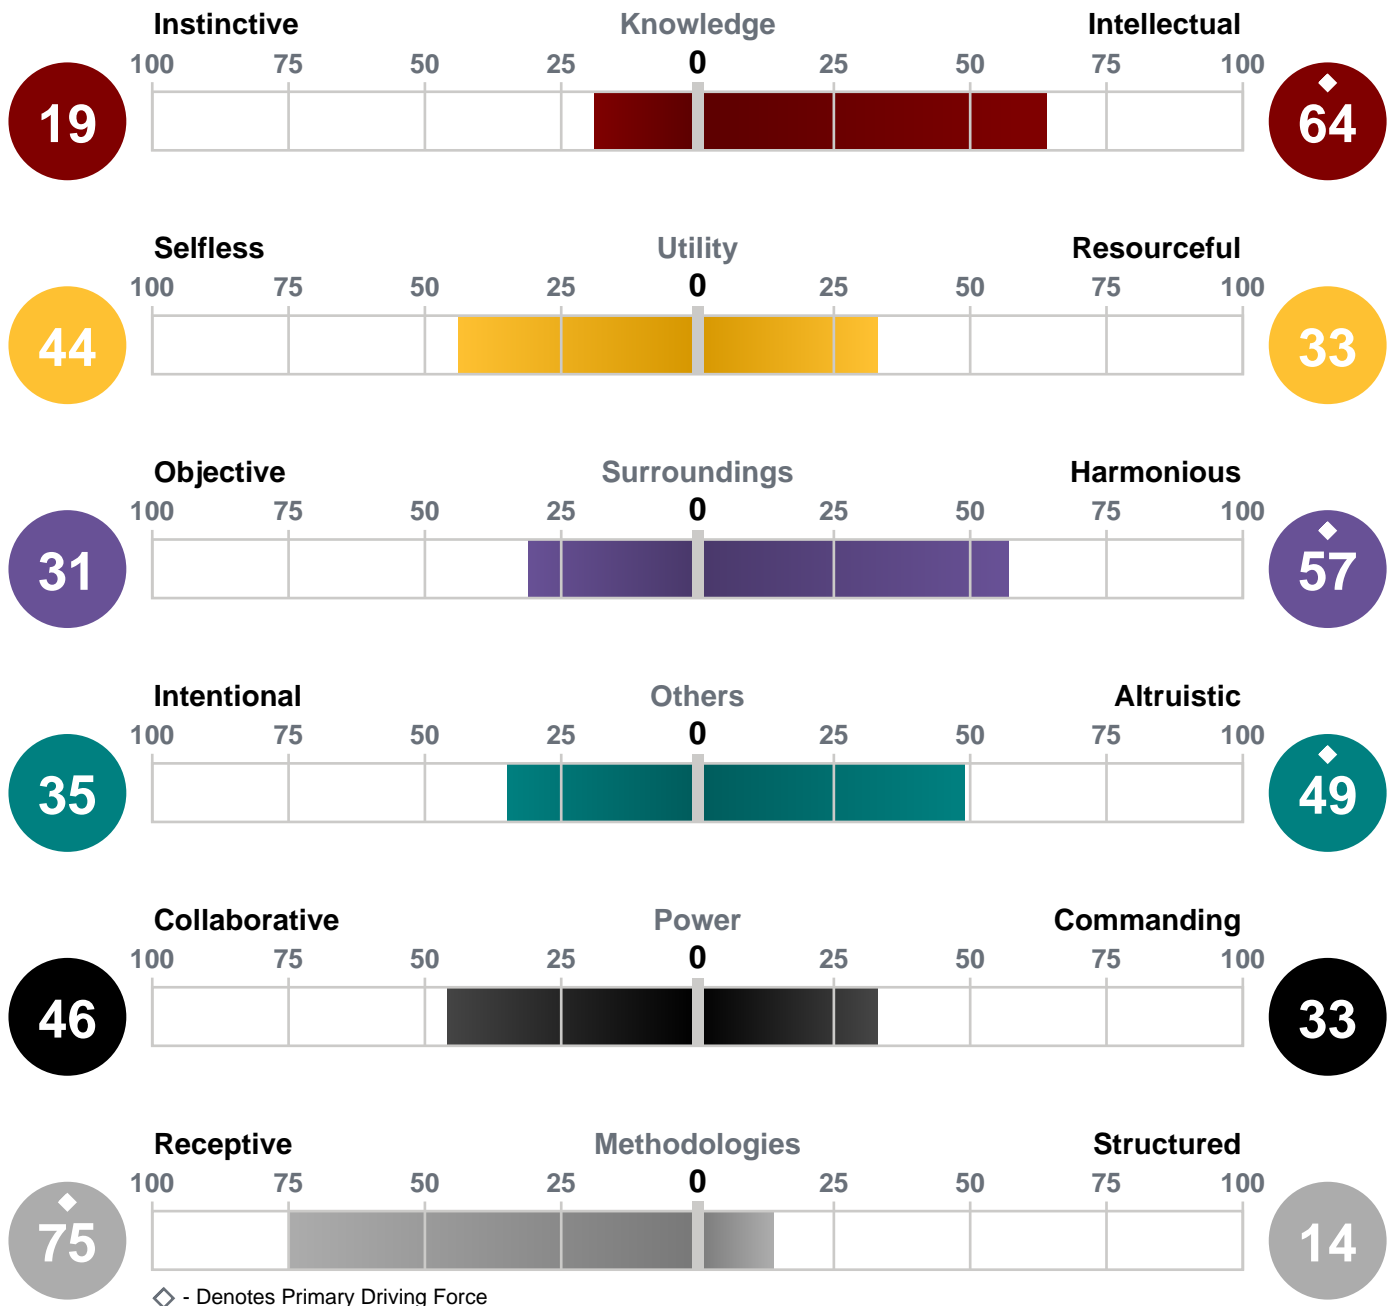 Instinctive Knowledge Intellectual
100 75 50 25 0 25 50 75 100
19 64
Selfless Utility Resourceful
100 75 50 25 0 25 50 75 100
44 33
Objective Surroundings Harmonious
100 75 50 25 0 25 50 75 100
31 57
Intentional Others Altruistic
100 75 50 25 0 25 50 75 100
35 49
Collaborative Power Commanding
100 75 50 25 0 25 50 75 100
46 33
Receptive Methodologies Structured
100 75 50 25 0 25 50 75 100
75 14
- Denotes Primary Driving Force